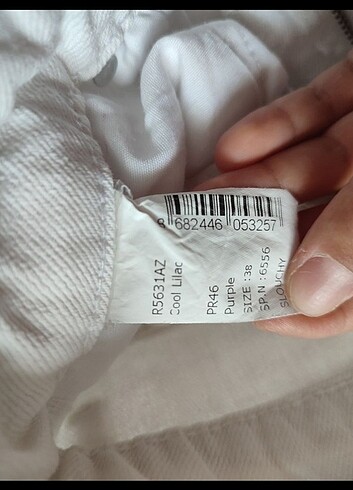 8 682446 053257
R5631AZ
Cool Lilac
PR46
Purple
SIZE : 38
SP.N : 6556
SLOUCHY